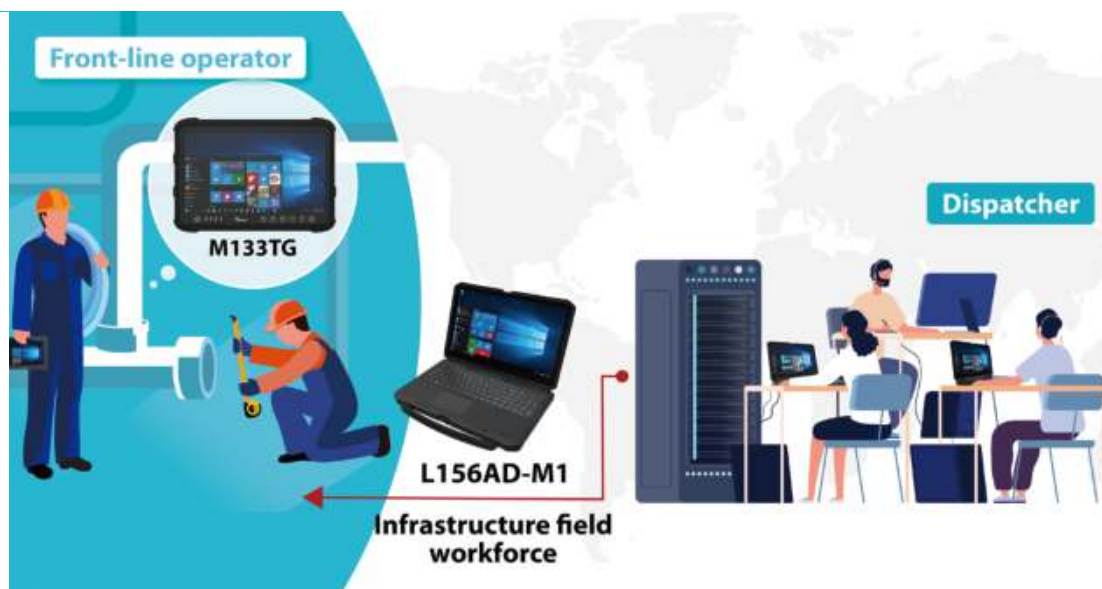 Front-line operator
M133TG
Dispatcher
L156AD-M1
Infrastructure field
workforce